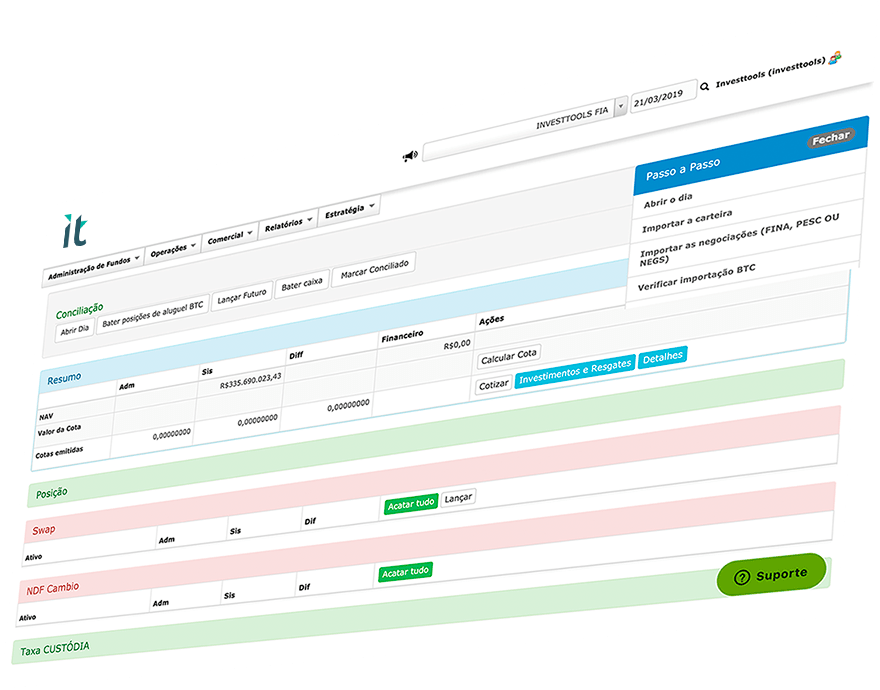 INVESTTOOLS FIA
21/03/2019
Investtools (investtools)
it
Administração de Fundos
Operações
Comercial
Relatórios
Estratégia
Passo a Passo
Fechar
Abrir o dia
Importar a carteira
Importar as negociações (FINA, PESC OU
NEGS)
Verificar importação BTC
Conciliação
Abrir Dia
Bater posições de aluguel BTC
Lançar Futuro
Bater caixa
Marcar Conciliado
Resumo
Adm
Sis
Diff
Financeiro
Ações
NAV
R$335.690.023,43
R$0,00
Calcular Cota
Valor da Cota
Cotizar
Investimentos e Resgates
Detalhes
Cotas emitidas
0,00000000
0,00000000
0,00000000
Posição
Swap
Ativo
Adm
Sis
Dif
Acatar tudo
Lançar
NDF Cambio
Ativo
Adm
Sis
Dif
Acatar tudo
Suporte
Taxa CUSTÓDIA